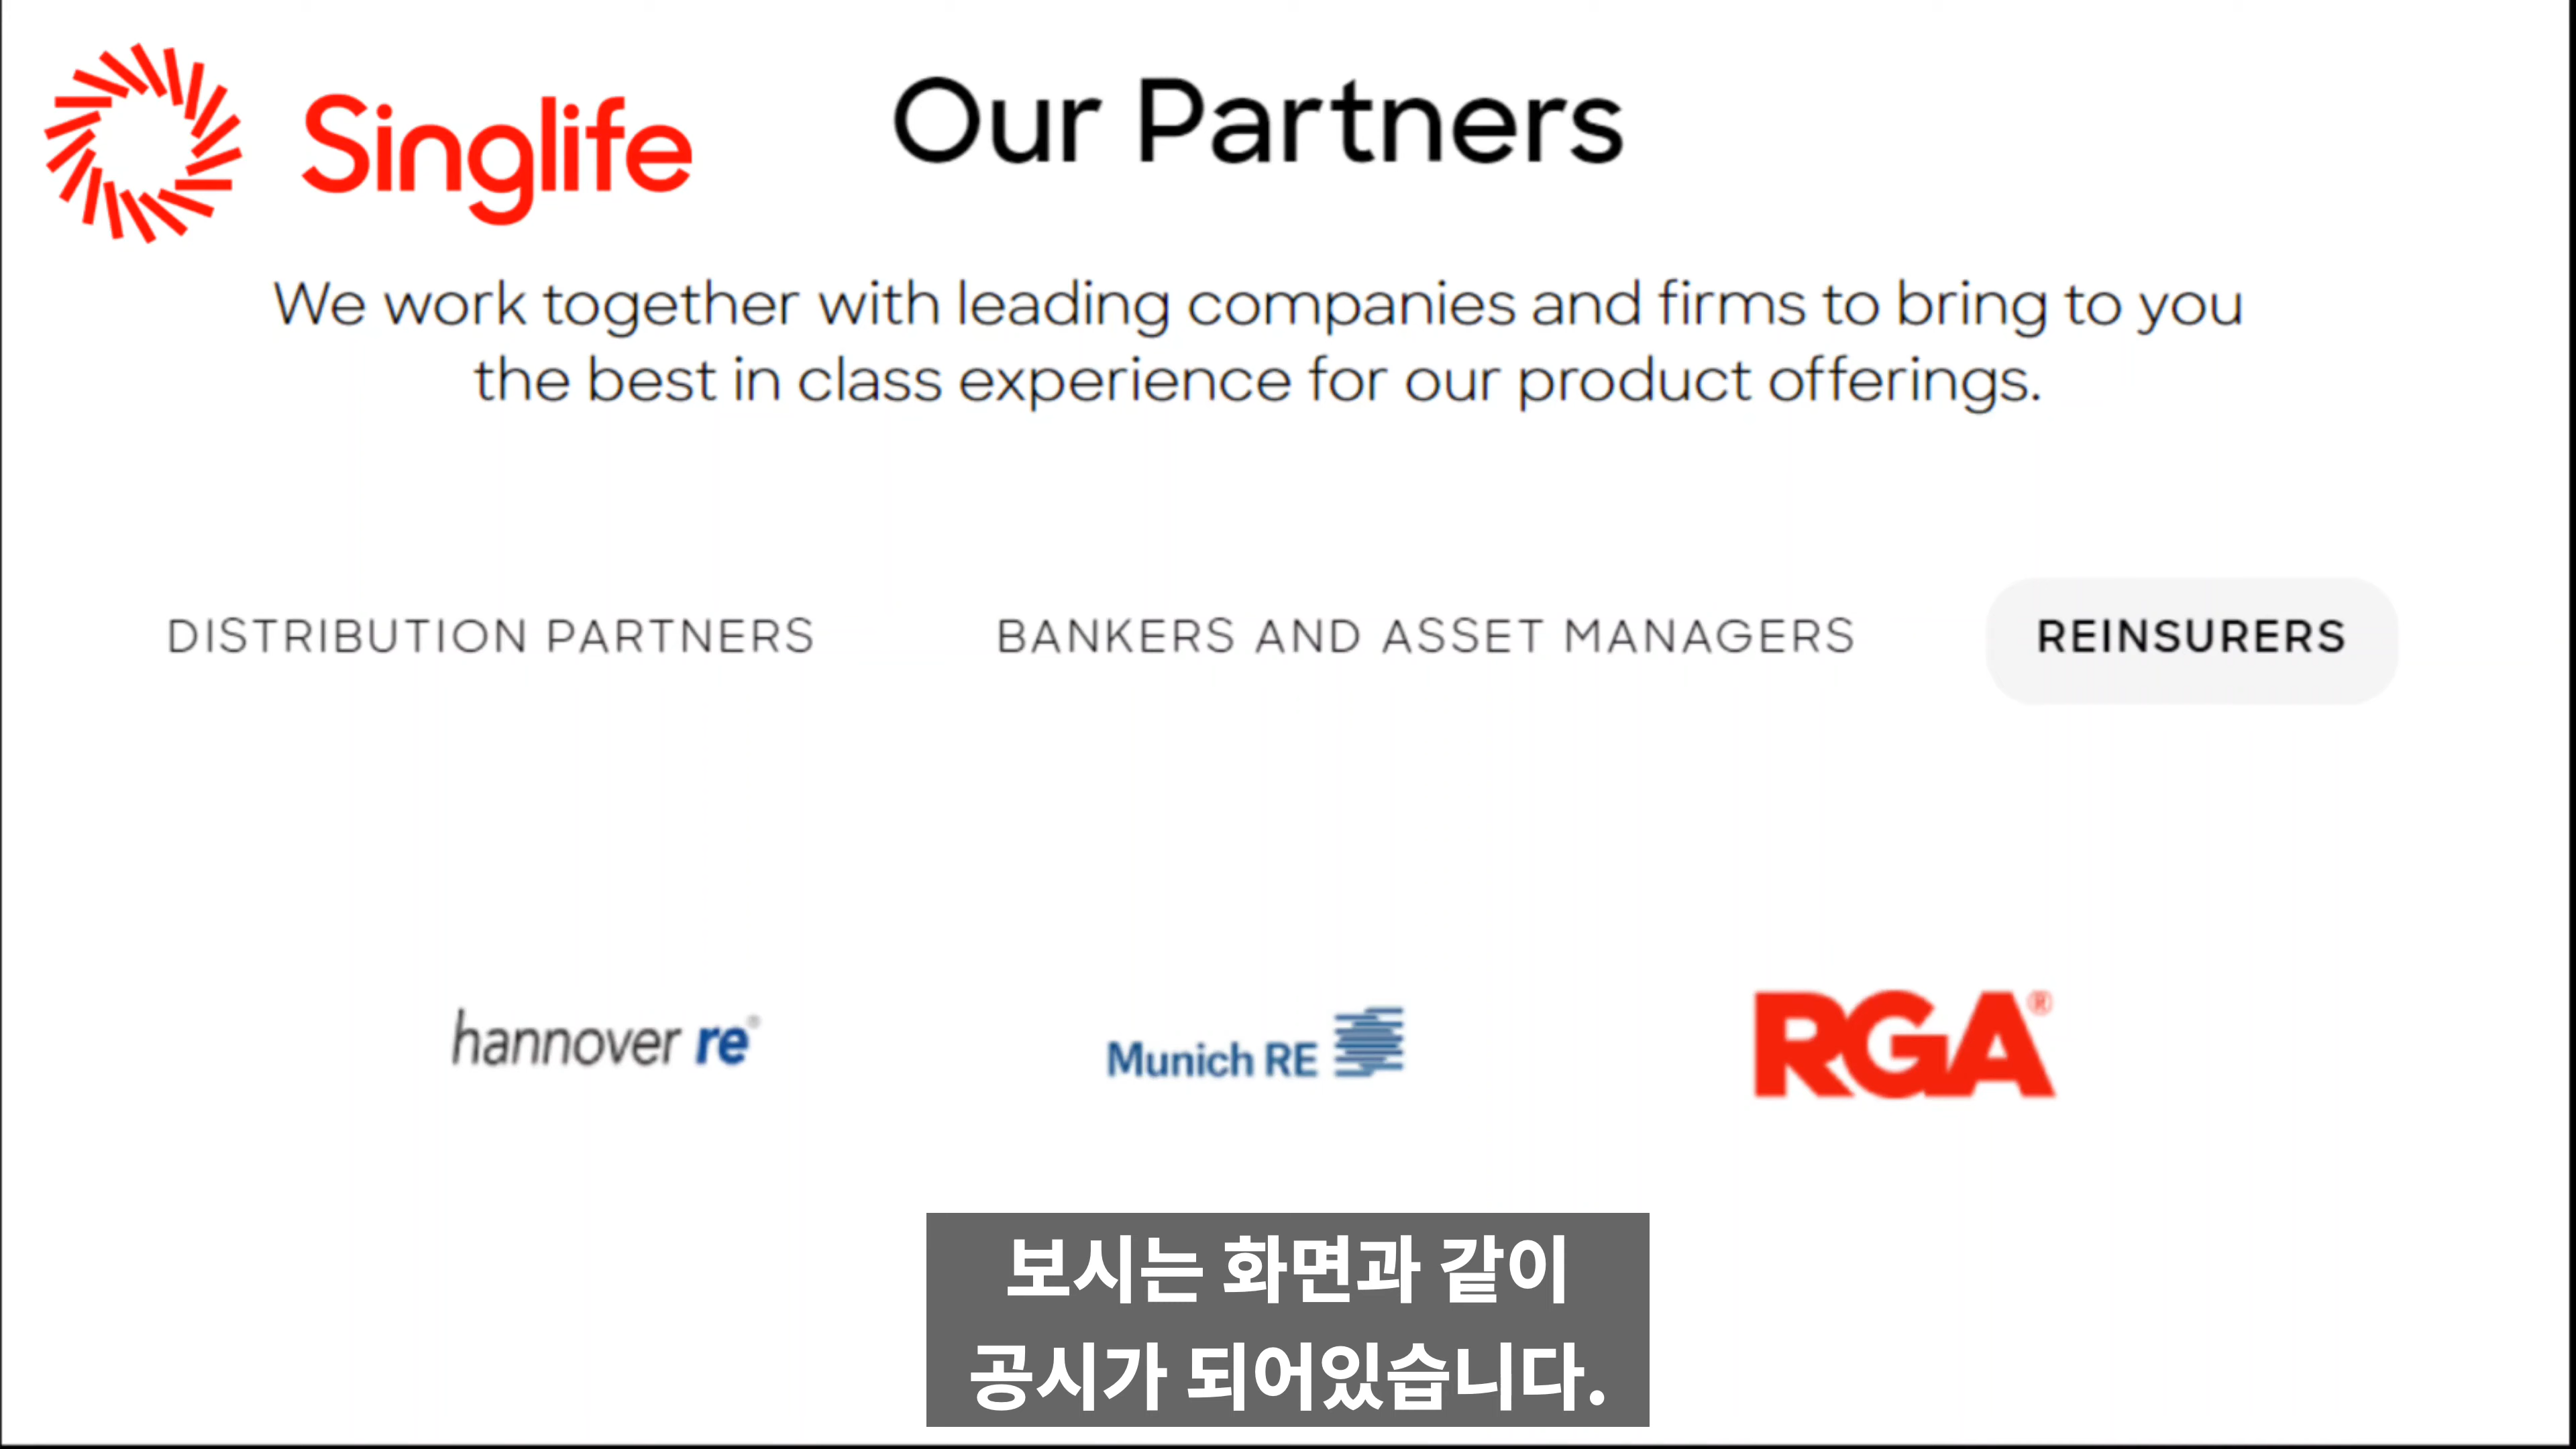 Singlife
Our Partners
We work together with leading companies and firms to bring to you
the best in class experience for our product offerings.
DISTRIBUTION PARTNERS
BANKERS AND ASSET MANAGERS
REINSURERS
hannover re®
Munich RE
RGA®
보시는 화면과 같이
공시가 되어있습니다.